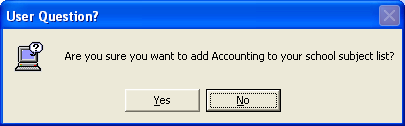 User Question?
Are you sure you want to add Accounting to your school subject list?
Yes
No